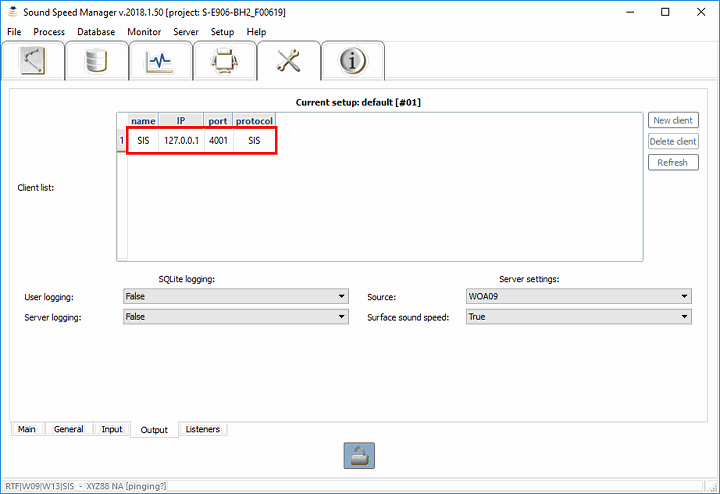 Sound Speed Manager v.2018.1.50 [project: S-E906-BH2_F00619]
File Process Database Monitor Server Setup Help
Current setup: default [#01]
name IP port protocol
1 SIS 127.0.0.1 4001 SIS
New client
Delete client
Refresh
Client list:
SQLite logging: Server settings:
User logging: False Source: WOA09
Server logging: False Surface sound speed: True
Main General Input Output Listeners
RTF|W09|W13|SIS - XYZ88 NA [pinging?]